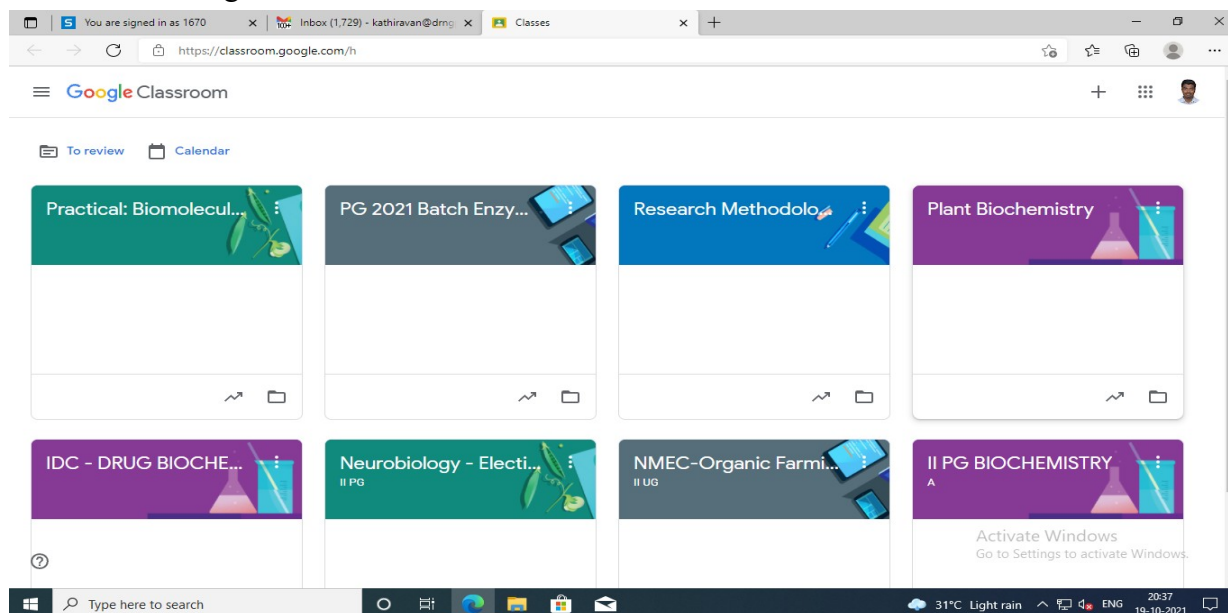 You are signed in as 1670
Inbox (1,729) - kathiravan@drng
Classes
https://classroom.google.com/h
Google Classroom
To review
Calendar
Practical: Biomolecul...
PG 2021 Batch Enzy...
Research Methodolo
Plant Biochemistry
IDC - DRUG BIOCHE...
Neurobiology - Electi...
II PG
NMEC-Organic Farmi...
II UG
II PG BIOCHEMISTRY
A
Activate Windows
Go to Settings to activate Windows.
Type here to search
31°C Light rain
ENG
20:37
19-10-2021